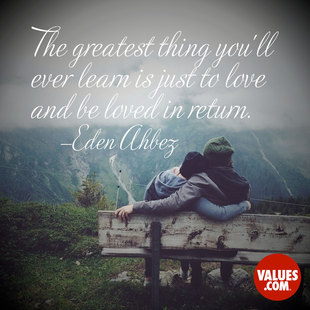 The greatest thing you'll
ever learn is just to love
and be loved in return.
–Eden Ahbez
VALUES
.COM